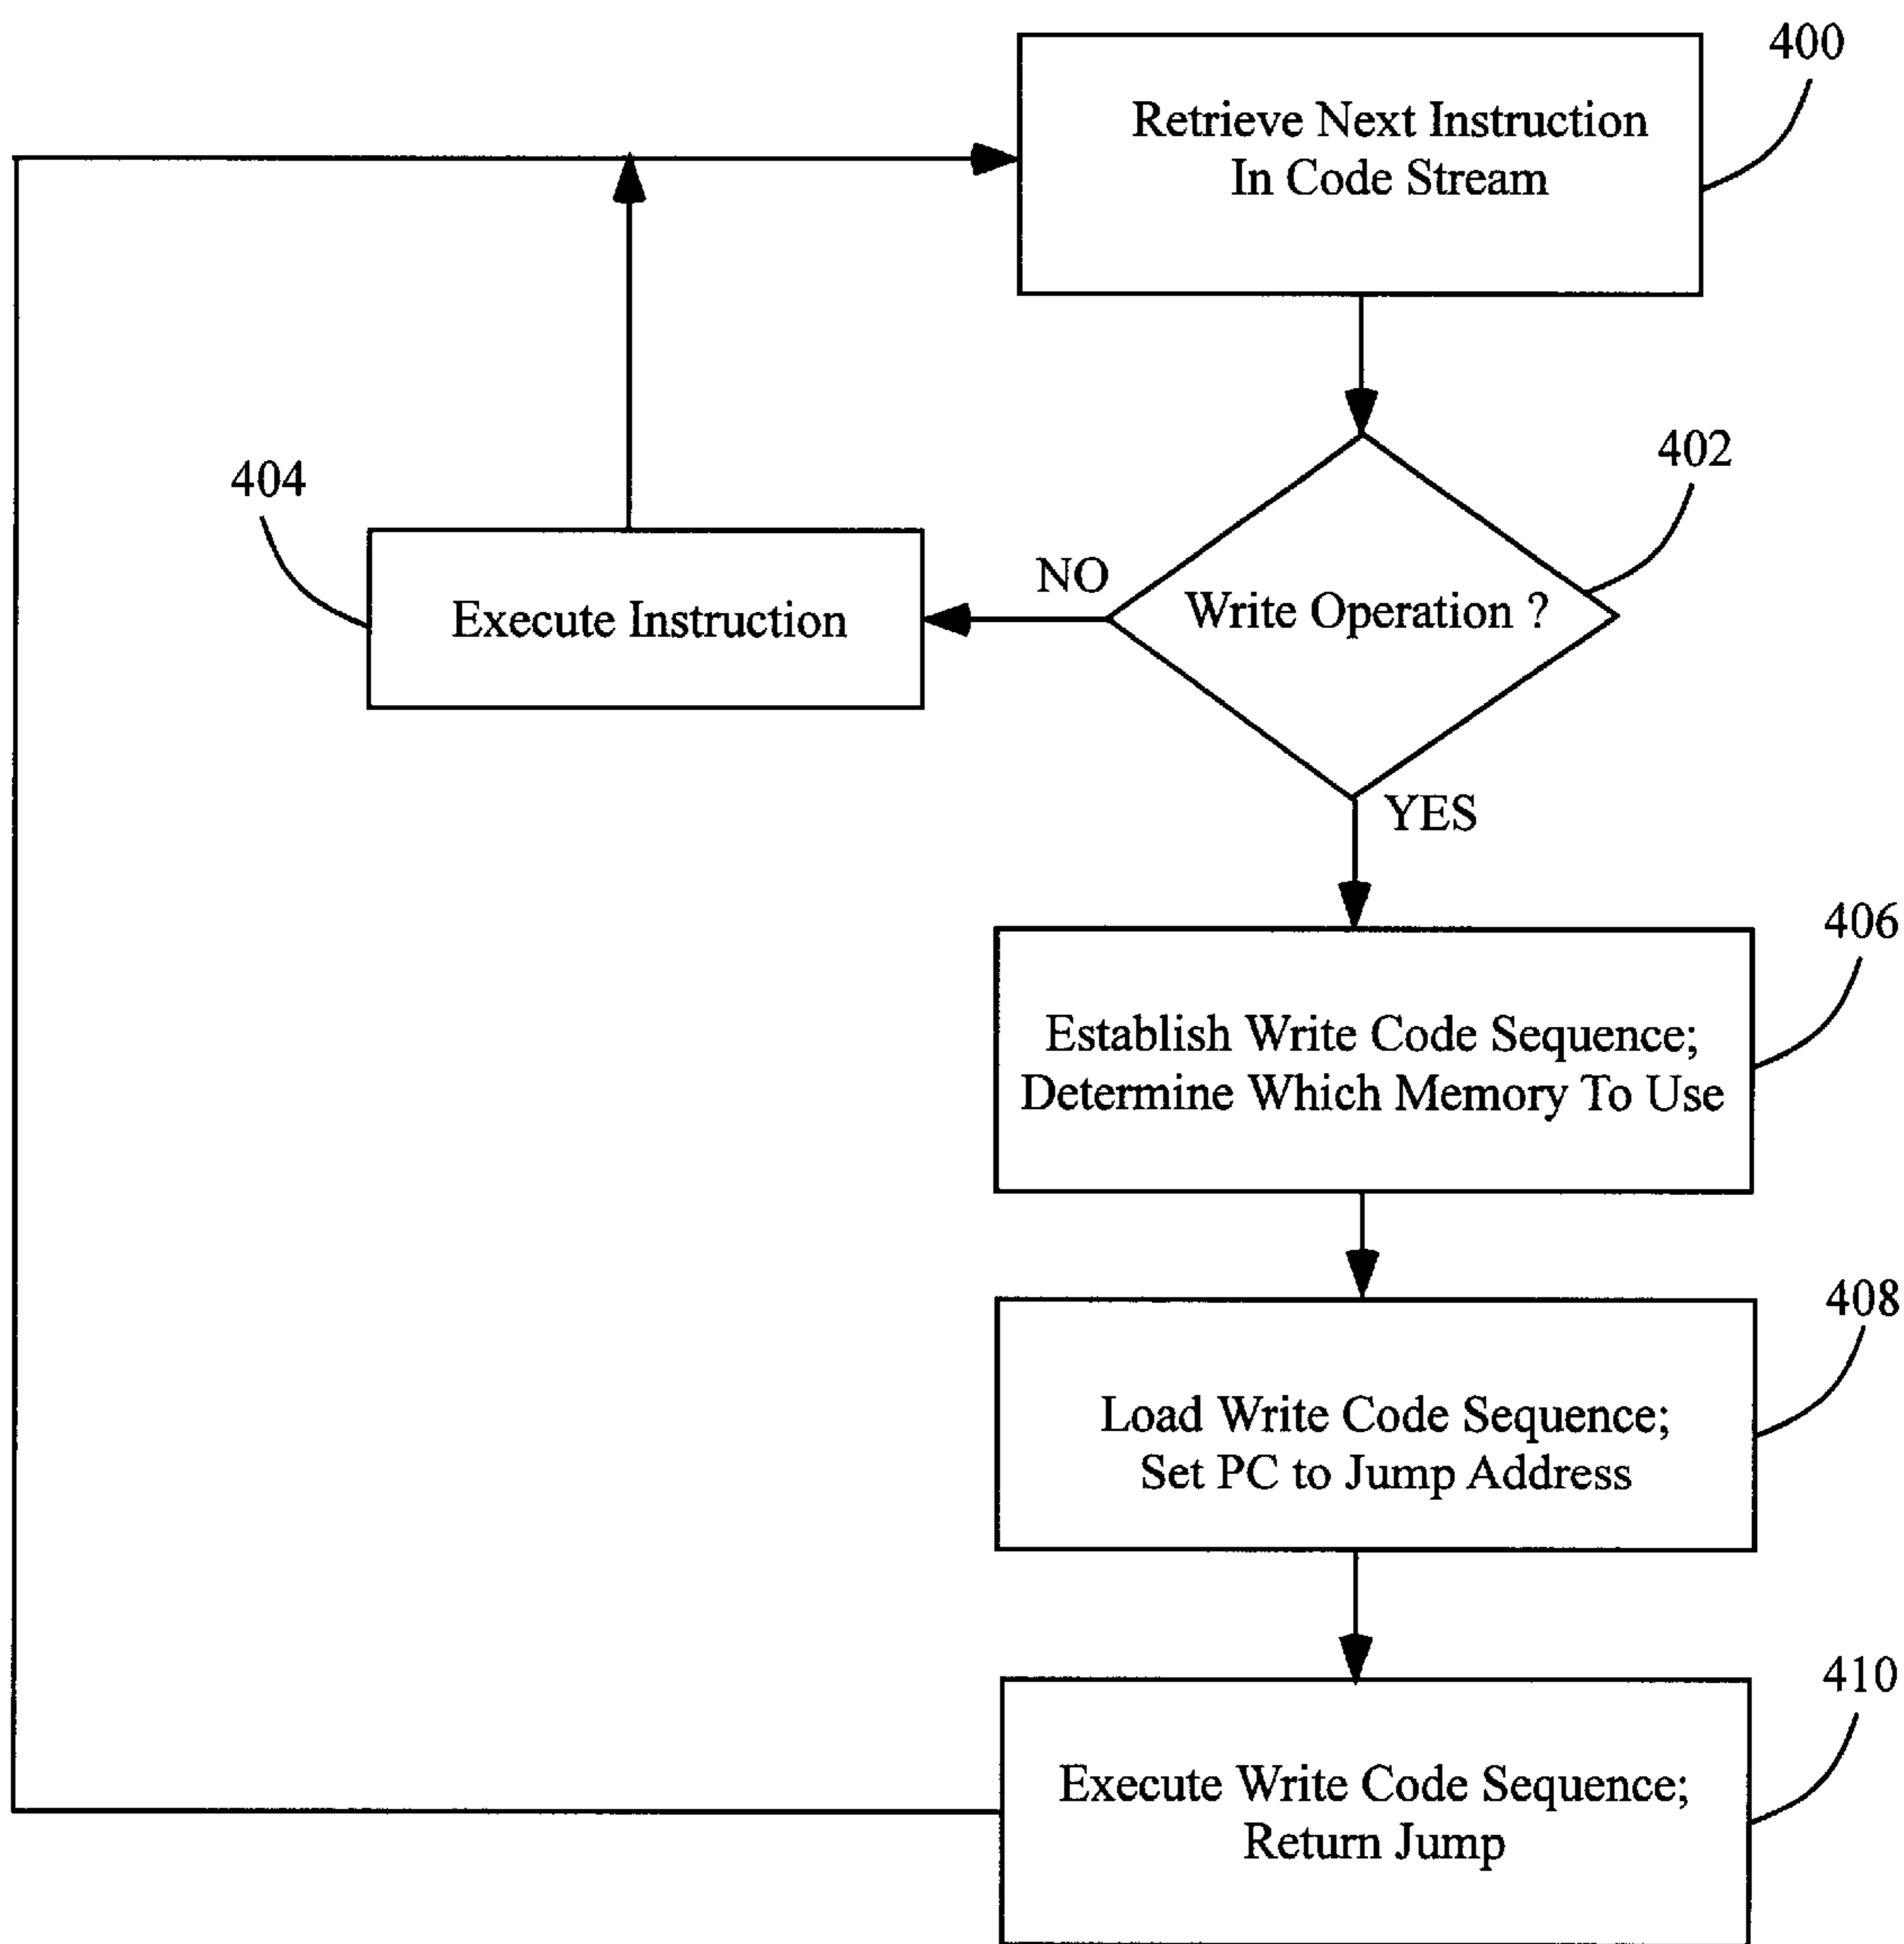 400
Retrieve Next Instruction
In Code Stream
402
404
NO
Write Operation ?
Execute Instruction
YES
406
Establish Write Code Sequence;
Determine Which Memory To Use
408
Load Write Code Sequence;
Set PC to Jump Address
410
Execute Write Code Sequence;
Return Jump